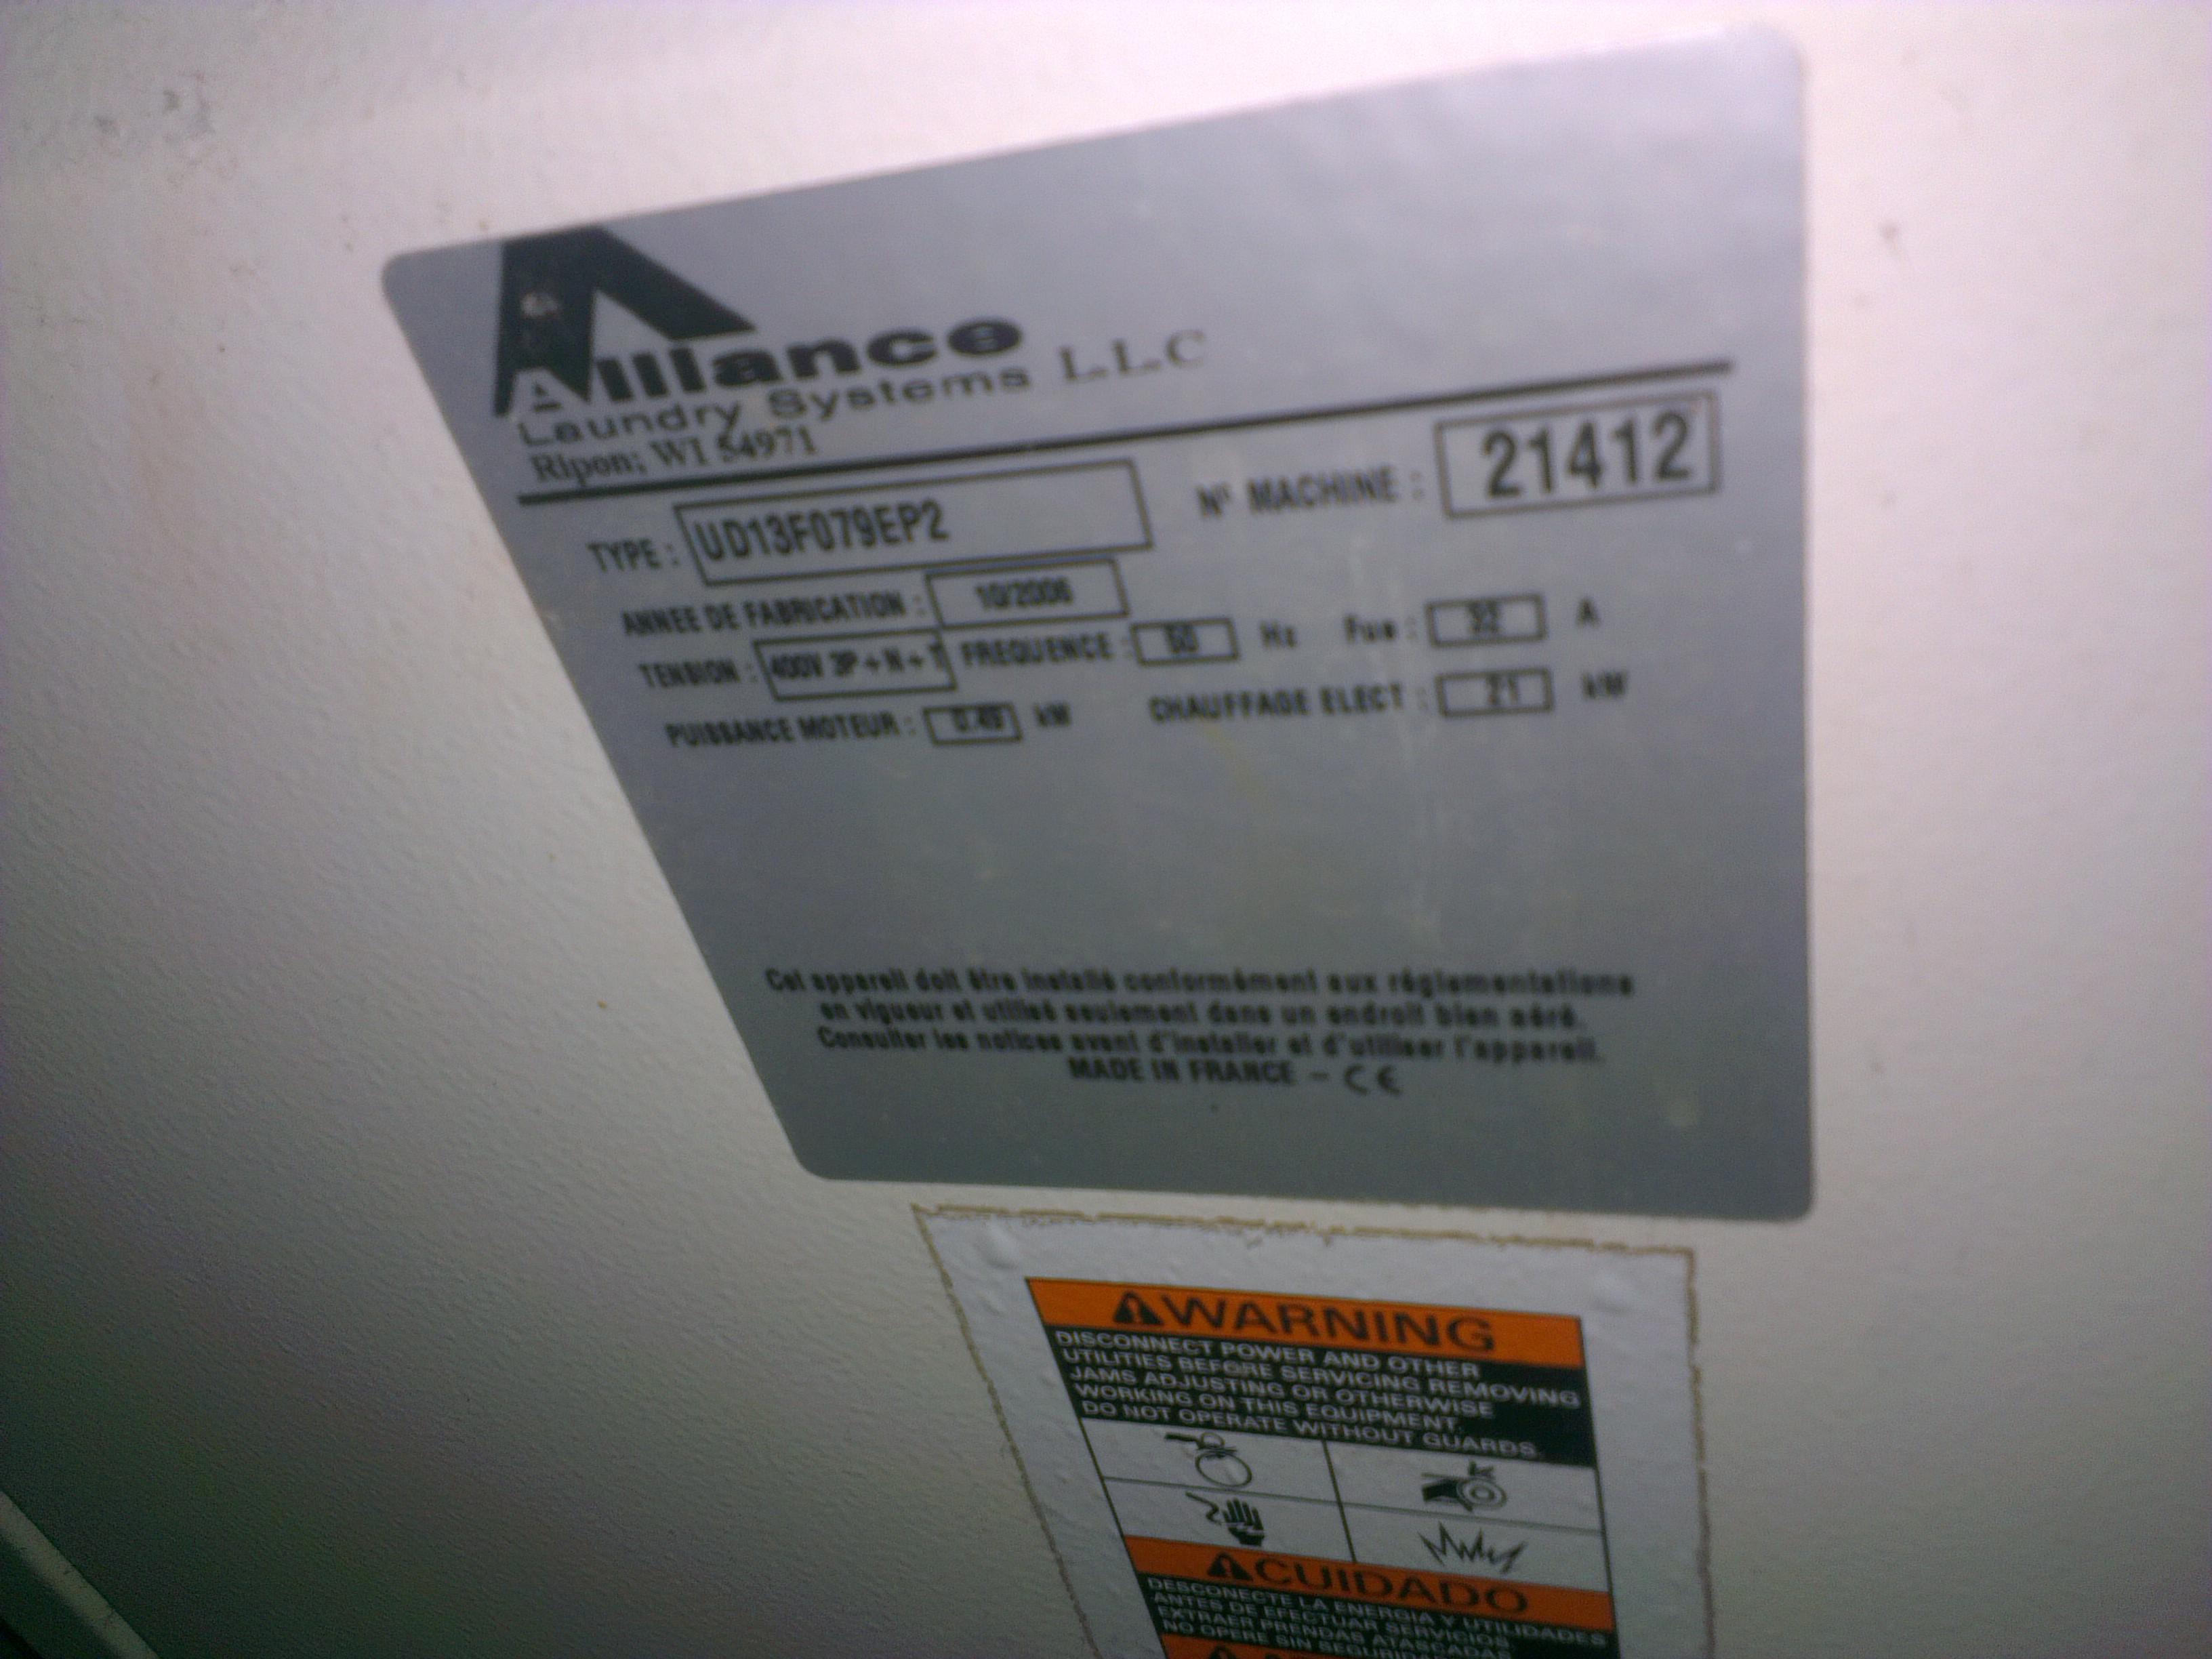 Alliance
Laundry Systems L.L.C
Ripon; WI 54971
TYPE : UD13F079EP2 N° MACHINE : 21412
ANNEE DE FABRICATION : 10/2006
TENSION : 400V 3P+N+T FREQUENCE : 50 Hz Fus : 32 A
PUISSANCE MOTEUR : kW CHAUFFAGE ELECT : 21 kW
Cet appareil doit être installé conformément aux réglementations
en vigueur et utilisé seulement dans un endroit bien aéré.
Consulter les notices avant d'installer et d'utiliser l'appareil.
MADE IN FRANCE - CE
WARNING
DISCONNECT POWER AND OTHER
UTILITIES BEFORE SERVICING REMOVING
JAMS ADJUSTING OR OTHERWISE
WORKING ON THIS EQUIPMENT.
DO NOT OPERATE WITHOUT GUARDS.
CUIDADO
DESCONECTE LA ENERGIA Y UTILIDADES
ANTES DE EFECTUAR SERVICIOS
EXTRAER PRENDAS ATASCADAS
NO OPERE SIN